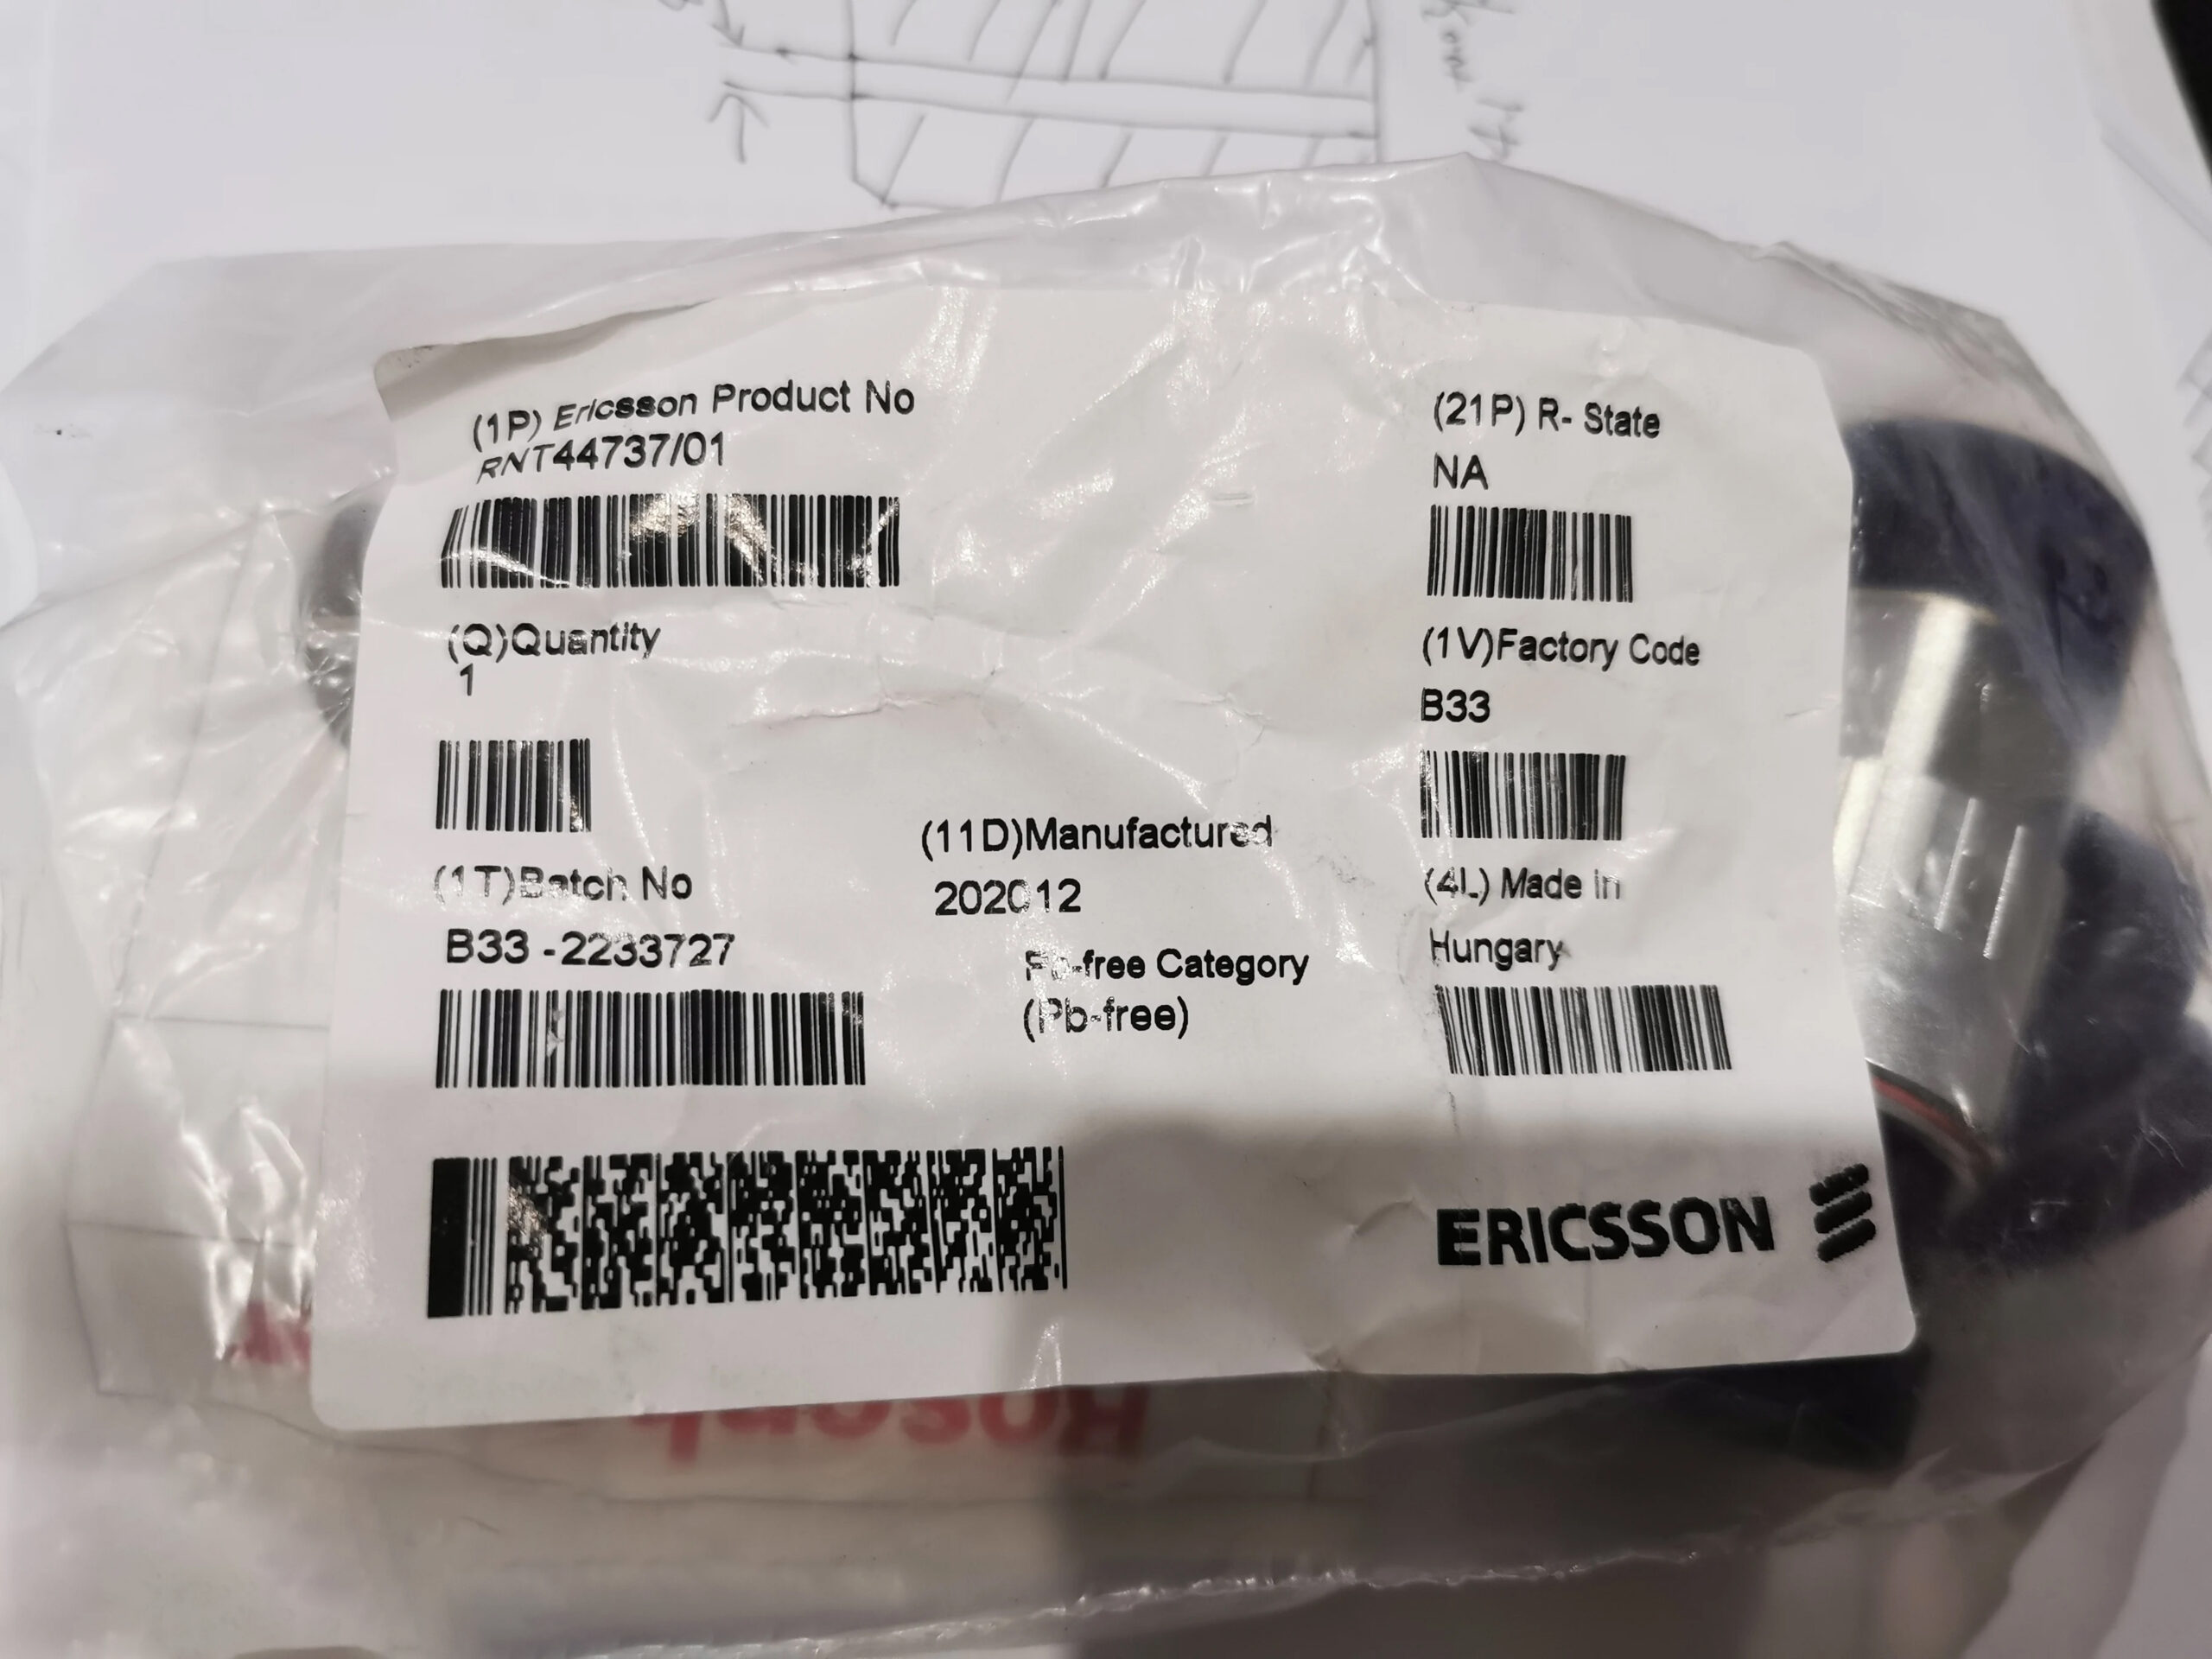 (1P) Ericsson Product No
RNT44737/01
(21P) R- State
NA
(Q)Quantity
1
(1V)Factory Code
B33
(11D)Manufactured
202012
(1T)Batch No
B33 -2233727
(4L) Made in
Hungary
Pb-free Category
(Pb-free)
ERICSSON